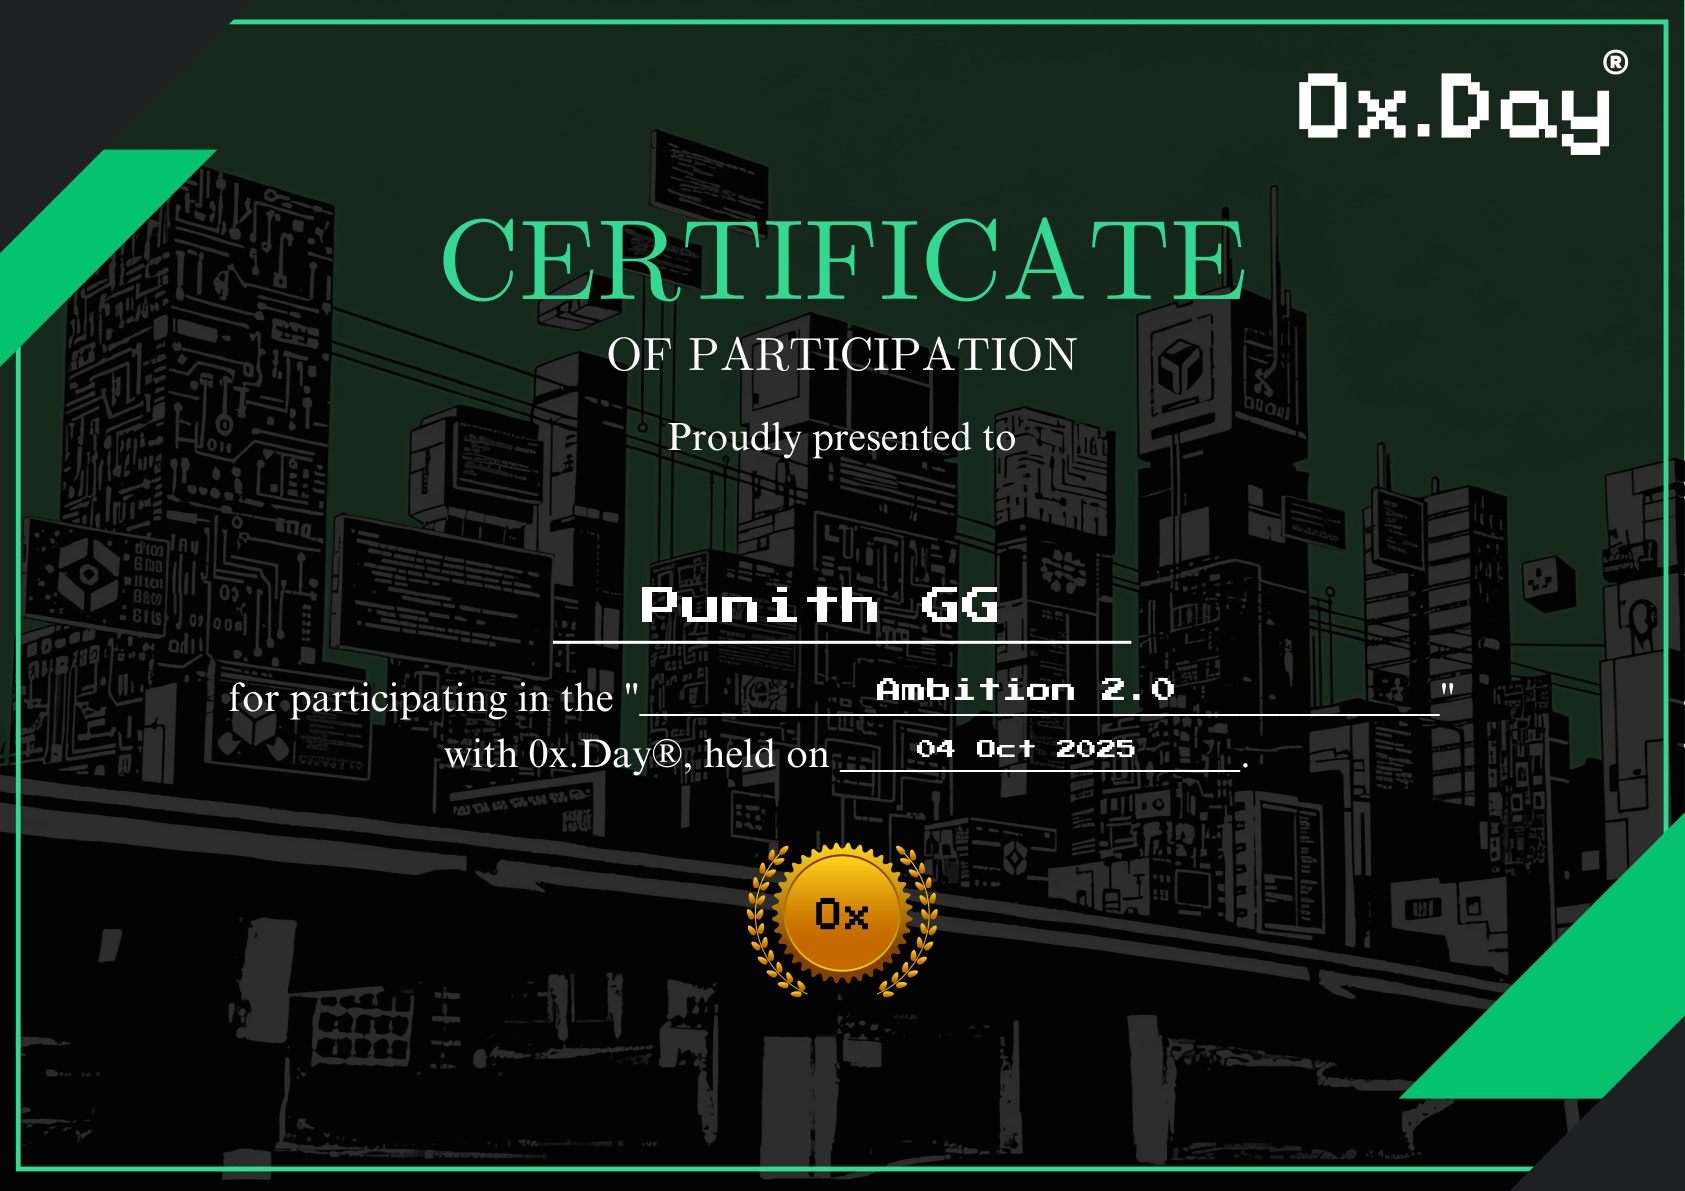 0x.Day®
CERTIFICATE
OF PARTICIPATION
Proudly presented to
Punith GG
for participating in the "Ambition 2.0"
with 0x.Day®, held on 04 Oct 2025.
0x